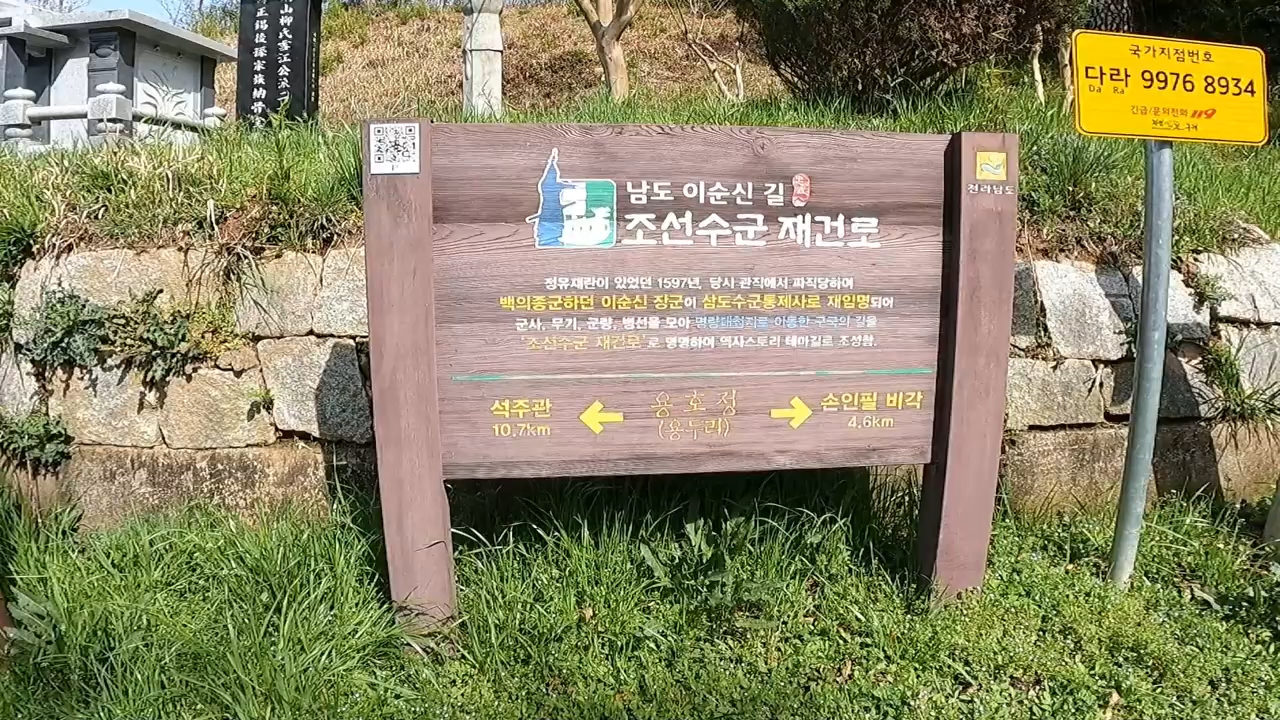 국가지점번호
다라 9976 8934
Da Ra
긴급/문의전화 119
전라남도
남도 이순신 길
조선수군 재건로
정유재란이 있었던 1597년, 당시 관직에서 파직당하여
백의종군하던 이순신 장군이 삼도수군통제사로 재임명되어
군사, 무기, 군량, 병선을 모아 명량대첩지로 이동한 구국의 길을
'조선수군 재건로'로 명명하여 역사스토리 테마길로 조성함.
석주관
10.7km
용호정
(용두리)
손인필 비각
4.6km